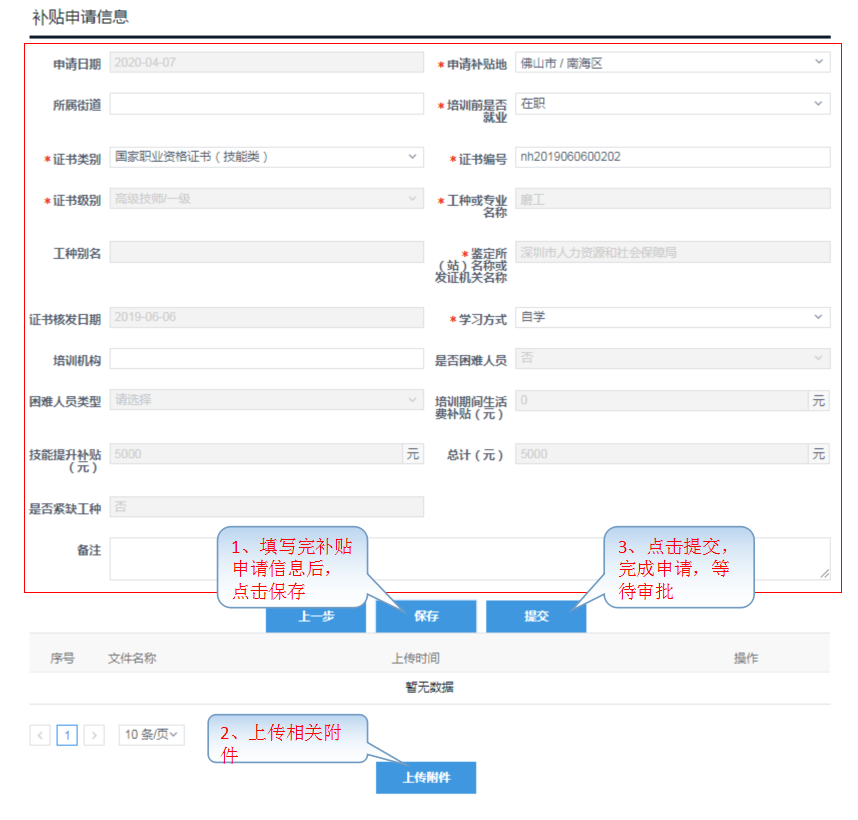 补贴申请信息
申请日期 2020-04-07 *申请补贴地 佛山市 / 南海区
所属街道 *培训前是否就业 在职
*证书类别 国家职业资格证书（技能类） *证书编号 nh2019060600202
*证书级别 高级技师/一级 *工种或专业名称 磨工
工种别名 *鉴定所（站）名称或发证机关名称 深圳市人力资源和社会保障局
证书核发日期 2019-06-06 *学习方式 自学
培训机构 是否困难人员 否
困难人员类型 请选择 培训期间生活费补贴（元） 0 元
技能提升补贴（元） 5000 元 总计（元） 5000 元
是否紧缺工种 否
备注
1、填写完补贴
申请信息后，
点击保存
3、点击提交，
完成申请，等
待审批
上一步 保存 提交
序号 文件名称 上传时间 操作
暂无数据
< 1 > 10 条/页
2、上传相关附
件
上传附件